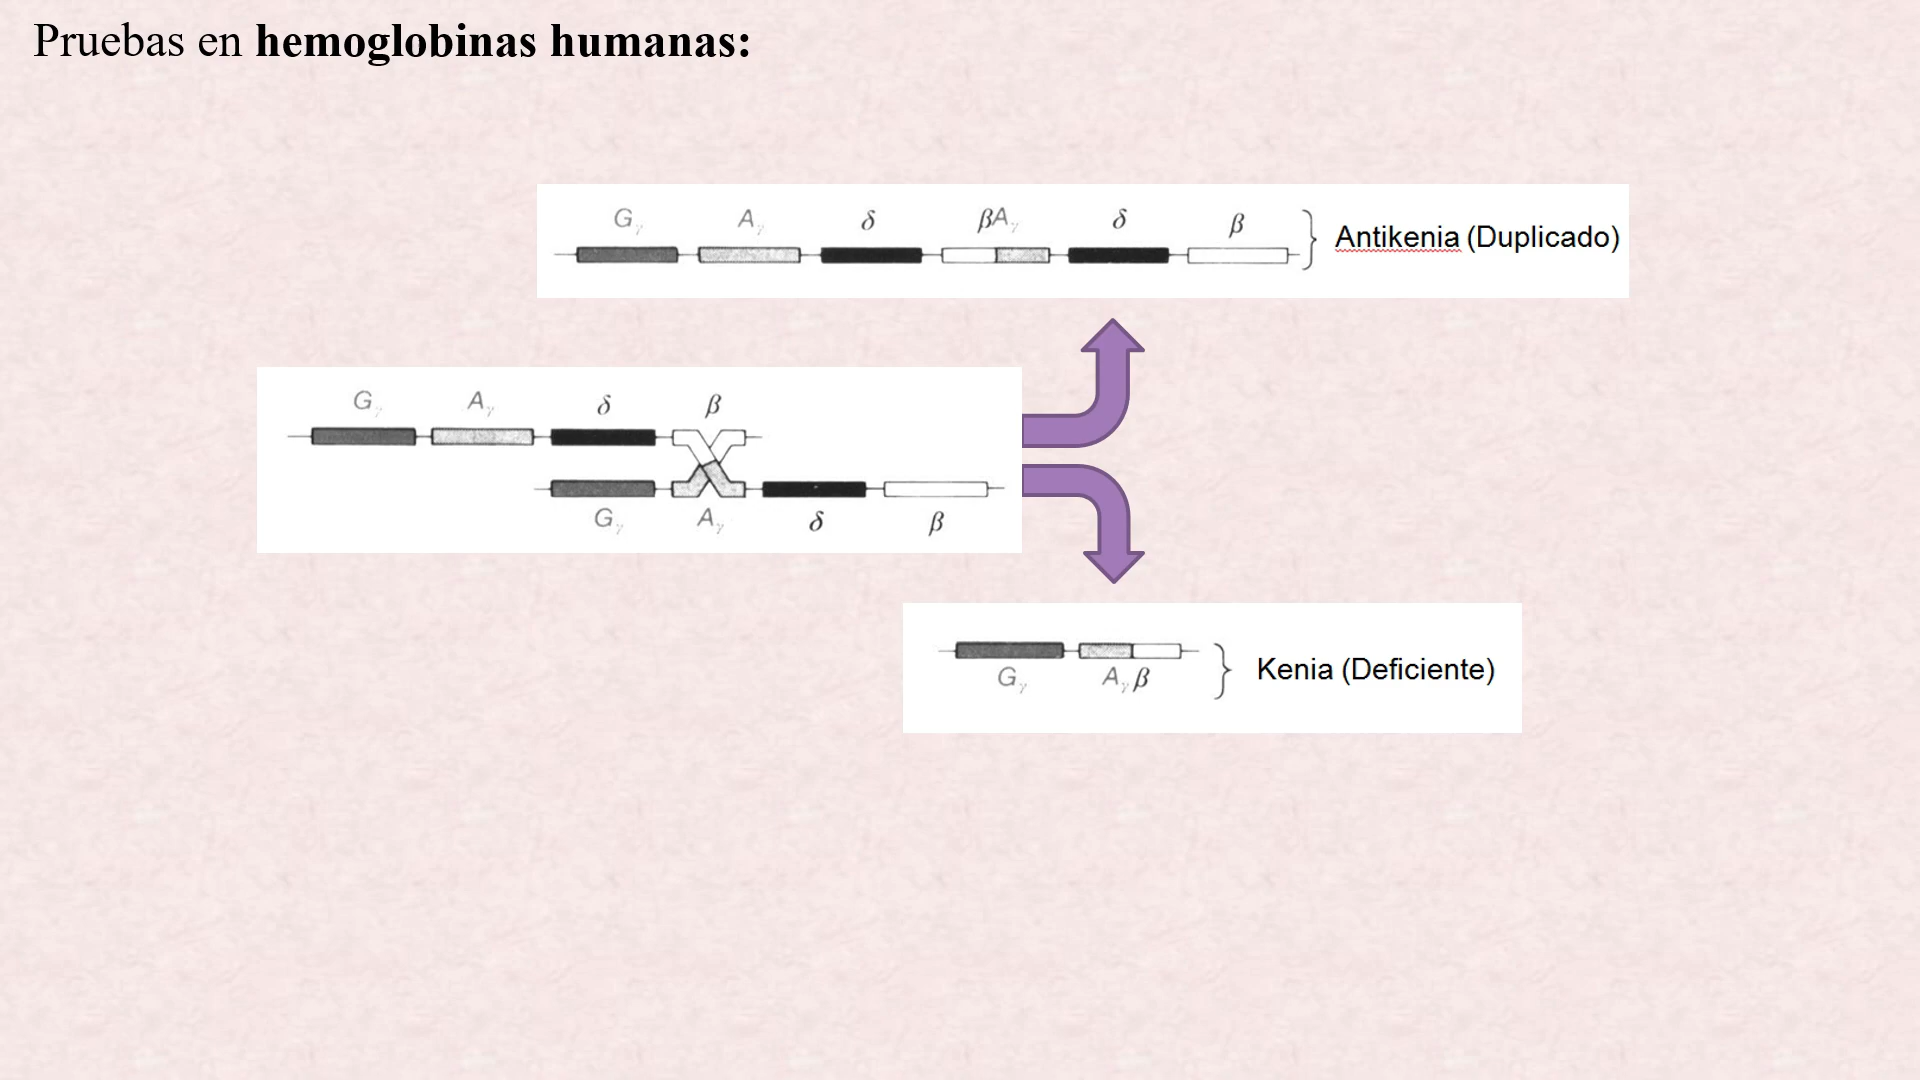 Pruebas en hemoglobinas humanas:
Gγ Aγ δ βAγ δ β
Antikenia (Duplicado)
Gγ Aγ δ β
Gγ Aγ δ β
Gγ Aγβ
Kenia (Deficiente)